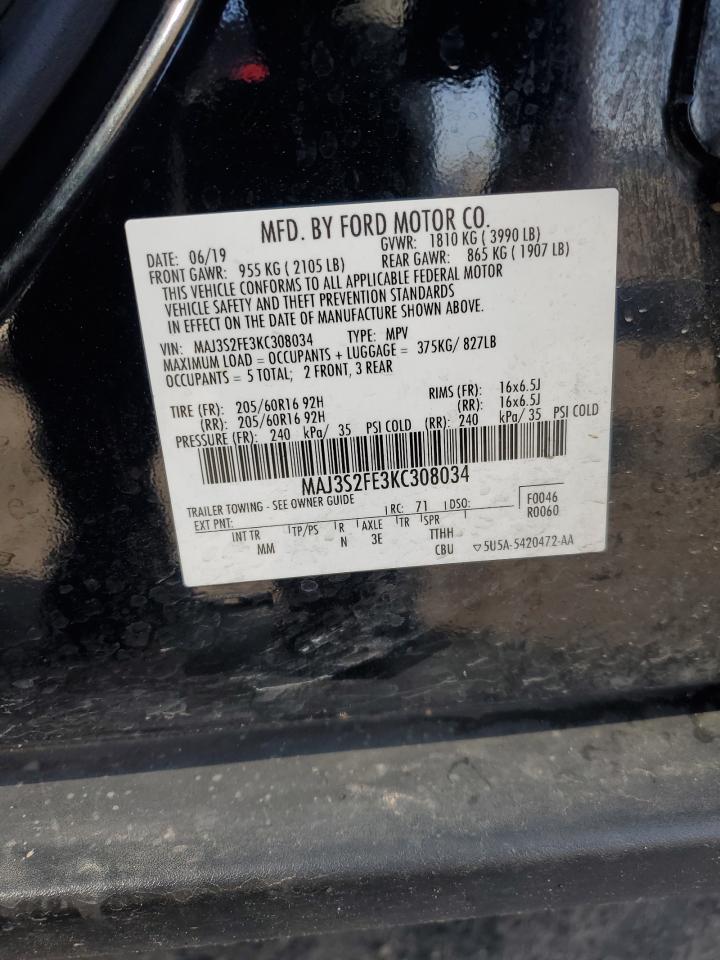 MFD. BY FORD MOTOR CO.
DATE: 06/19 GVWR: 1810 KG ( 3990 LB)
FRONT GAWR: 955 KG ( 2105 LB) REAR GAWR: 865 KG ( 1907 LB)
THIS VEHICLE CONFORMS TO ALL APPLICABLE FEDERAL MOTOR
VEHICLE SAFETY AND THEFT PREVENTION STANDARDS
IN EFFECT ON THE DATE OF MANUFACTURE SHOWN ABOVE.
VIN: MAJ3S2FE3KC308034 TYPE: MPV
MAXIMUM LOAD = OCCUPANTS + LUGGAGE = 375KG/ 827LB
OCCUPANTS = 5 TOTAL; 2 FRONT, 3 REAR
TIRE (FR): 205/60R16 92H RIMS (FR): 16x6.5J
(RR): 205/60R16 92H (RR): 16x6.5J
PRESSURE (FR): 240 kPa/ 35 PSI COLD (RR): 240 kPa/ 35 PSI COLD
MAJ3S2FE3KC308034
TRAILER TOWING - SEE OWNER GUIDE
EXT PNT: RC: 71 DSO: F0046
INT TR TP/PS R AXLE TR SPR R0060
MM N 3E TTHH
CBU ▽5U5A-5420472-AA